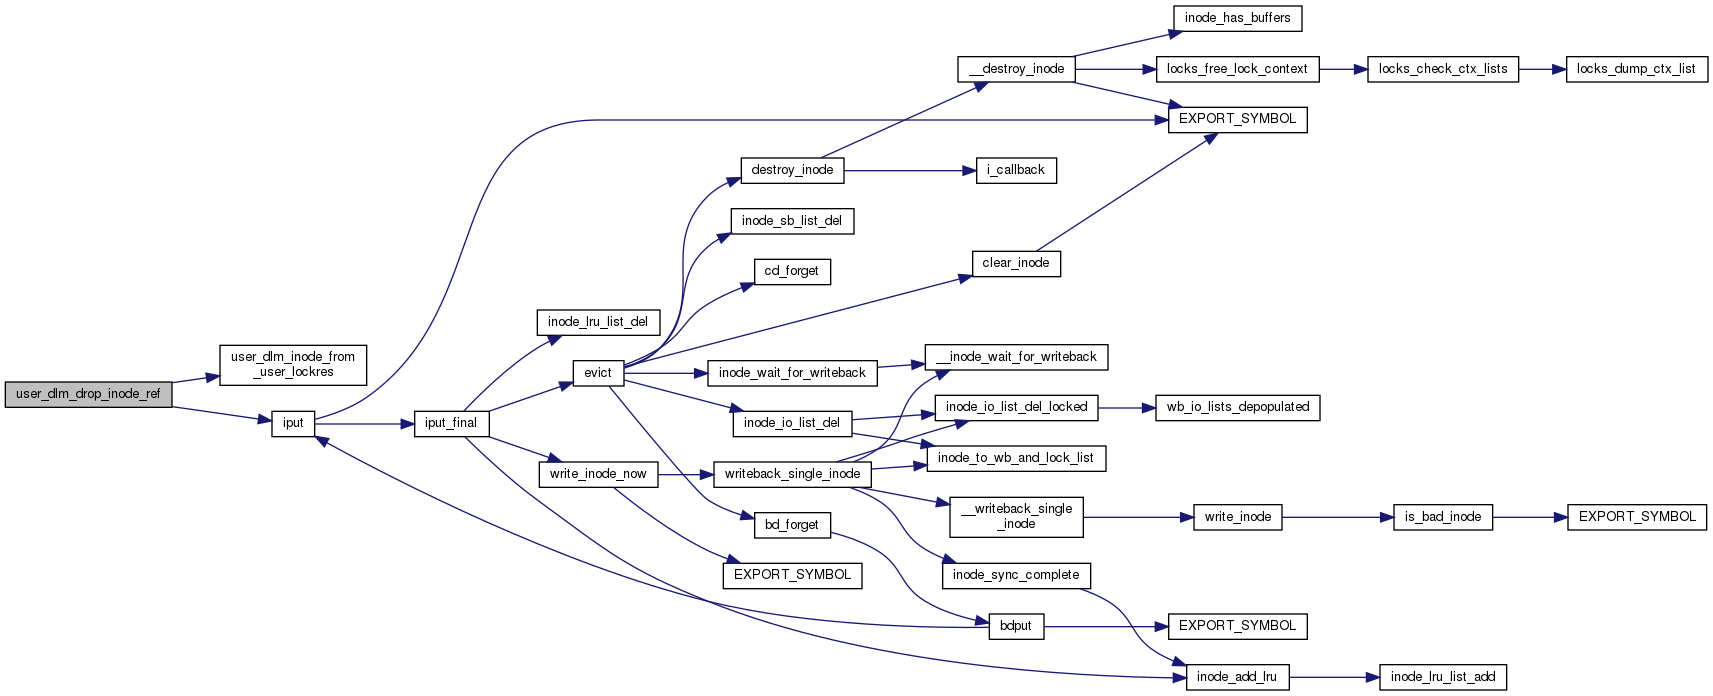 inode_has_buffers
__destroy_inode
locks_free_lock_context
locks_check_ctx_lists
locks_dump_ctx_list
EXPORT_SYMBOL
destroy_inode
i_callback
inode_sb_list_del
clear_inode
cd_forget
inode_lru_list_del
user_dlm_inode_from
_user_lockres
__inode_wait_for_writeback
evict
inode_wait_for_writeback
user_dlm_drop_inode_ref
inode_io_list_del_locked
wb_io_lists_depopulated
iput
iput_final
inode_io_list_del
inode_to_wb_and_lock_list
write_inode_now
writeback_single_inode
__writeback_single
_inode
write_inode
is_bad_inode
EXPORT_SYMBOL
bd_forget
EXPORT_SYMBOL
inode_sync_complete
bdput
EXPORT_SYMBOL
inode_add_lru
inode_lru_list_add